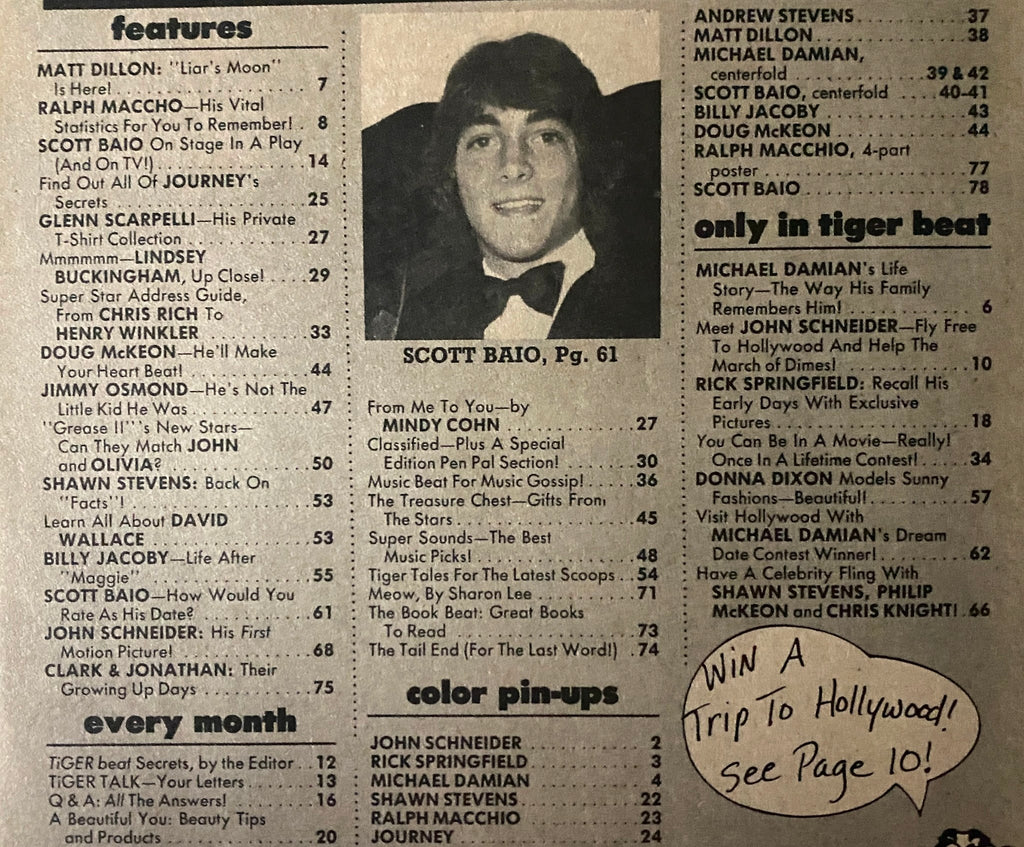 features
MATT DILLON: "Liar's Moon"
Is Here! . . . . . . . . . . . . . . . . . . . . 7
RALPH MACCHO—His Vital
Statistics For You To Remember! . 8
SCOTT BAIO On Stage In A Play
(And On TV!) . . . . . . . . . . . . . . . 14
Find Out All Of JOURNEY's
Secrets . . . . . . . . . . . . . . . . . . . 25
GLENN SCARPELLI—His Private
T-Shirt Collection . . . . . . . . . . . 27
Mmmmmm—LINDSEY
BUCKINGHAM, Up Close! . . . . 29
Super Star Address Guide,
From CHRIS RICH To
HENRY WINKLER . . . . . . . . . . 33
DOUG McKEON—He'll Make
Your Heart Beat! . . . . . . . . . . . . 44
JIMMY OSMOND—He's Not The
Little Kid He Was . . . . . . . . . . . 47
"Grease II"'s New Stars—
Can They Match JOHN
and OLIVIA? . . . . . . . . . . . . . . 50
SHAWN STEVENS: Back On
"Facts"! . . . . . . . . . . . . . . . . . . 53
Learn All About DAVID
WALLACE . . . . . . . . . . . . . . . . 53
BILLY JACOBY—Life After
"Maggie" . . . . . . . . . . . . . . . . . 55
SCOTT BAIO—How Would You
Rate As His Date? . . . . . . . . . . . 61
JOHN SCHNEIDER: His First
Motion Picture! . . . . . . . . . . . . . 68
CLARK & JONATHAN: Their
Growing Up Days . . . . . . . . . . . 75
every month
TiGER beat Secrets, by the Editor . . 12
TiGER TALK—Your Letters . . . . . . . 13
Q & A: All The Answers! . . . . . . . . 16
A Beautiful You: Beauty Tips
and Products . . . . . . . . . . . . . . 20
SCOTT BAIO, Pg. 61
From Me To You—by
MINDY COHN . . . . . . . . . . . . 27
Classified—Plus A Special
Edition Pen Pal Section! . . . . . . . 30
Music Beat For Music Gossip! . . . . . 36
The Treasure Chest—Gifts From
The Stars . . . . . . . . . . . . . . . . . 45
Super Sounds—The Best
Music Picks! . . . . . . . . . . . . . . . 48
Tiger Tales For The Latest Scoops . . . 54
Meow, By Sharon Lee . . . . . . . . . . 71
The Book Beat: Great Books
To Read . . . . . . . . . . . . . . . . . . 73
The Tail End (For The Last Word!) . 74
color pin-ups
JOHN SCHNEIDER . . . . . . . . . . . . 2
RICK SPRINGFIELD . . . . . . . . . . . . 3
MICHAEL DAMIAN . . . . . . . . . . . . 4
SHAWN STEVENS . . . . . . . . . . . . 22
RALPH MACCHIO . . . . . . . . . . . . 23
JOURNEY . . . . . . . . . . . . . . . . . . 24
ANDREW STEVENS . . . . . . . . . . . 37
MATT DILLON . . . . . . . . . . . . . . . 38
MICHAEL DAMIAN,
centerfold . . . . . . . . . . . . 39 & 42
SCOTT BAIO, centerfold . . . . 40-41
BILLY JACOBY . . . . . . . . . . . . . . 43
DOUG McKEON . . . . . . . . . . . . . 44
RALPH MACCHIO, 4-part
poster . . . . . . . . . . . . . . . . . . . 77
SCOTT BAIO . . . . . . . . . . . . . . . . 78
only in tiger beat
MICHAEL DAMIAN's Life
Story—The Way His Family
Remembers Him! . . . . . . . . . . . . 6
Meet JOHN SCHNEIDER—Fly Free
To Hollywood And Help The
March of Dimes! . . . . . . . . . . . . 10
RICK SPRINGFIELD: Recall His
Early Days With Exclusive
Pictures . . . . . . . . . . . . . . . . . . 18
You Can Be In A Movie—Really!
Once In A Lifetime Contest! . . . . 34
DONNA DIXON Models Sunny
Fashions—Beautiful! . . . . . . . . . 57
Visit Hollywood With
MICHAEL DAMIAN's Dream
Date Contest Winner! . . . . . . . . 62
Have A Celebrity Fling With
SHAWN STEVENS, PHILIP
McKEON and CHRIS KNIGHT! . 66
WIN A
Trip To Hollywood!
See Page 10!